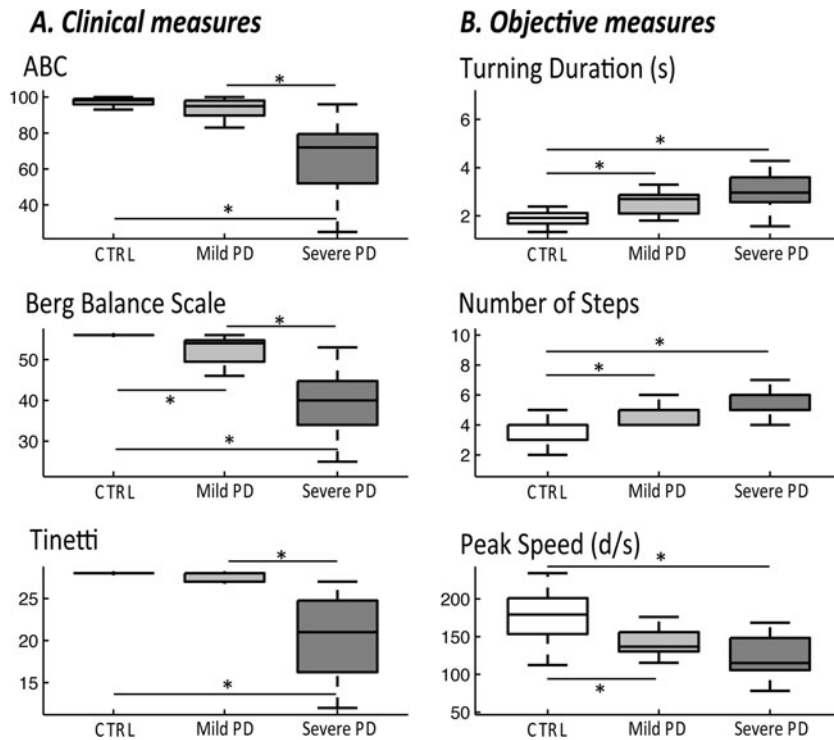 A. Clinical measures
ABC
100
80
60
40
*
*
CTRL Mild PD Severe PD
Berg Balance Scale
50
40
30
*
*
*
CTRL Mild PD Severe PD
Tinetti
25
20
15
*
*
CTRL Mild PD Severe PD
B. Objective measures
Turning Duration (s)
6
4
2
*
*
CTRL Mild PD Severe PD
Number of Steps
10
8
6
4
2
*
*
CTRL Mild PD Severe PD
Peak Speed (d/s)
200
150
100
50
*
*
CTRL Mild PD Severe PD